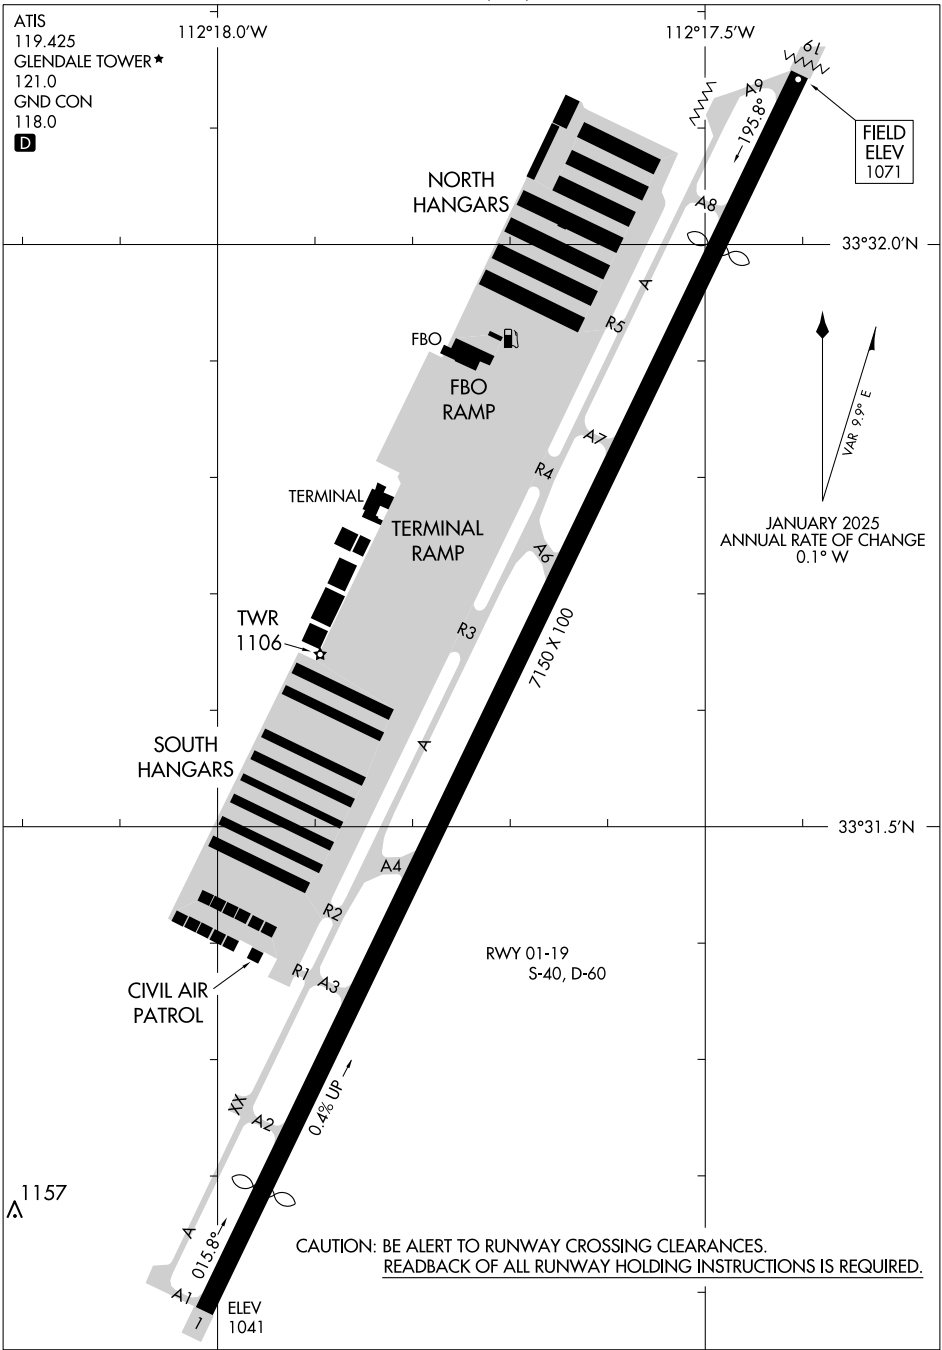 ATIS
119.425
GLENDALE TOWER★
121.0
GND CON
118.0
D
112°18.0'W
112°17.5'W
19
A9
195.8°
FIELD
ELEV
1071
NORTH
HANGARS
A8
33°32.0'N
A
R5
FBO
FBO
RAMP
VAR 9.9° E
A7
R4
TERMINAL
TERMINAL
RAMP
JANUARY 2025
ANNUAL RATE OF CHANGE
0.1° W
A6
TWR
1106
R3
7150 X 100
SOUTH
HANGARS
A
33°31.5'N
A4
R2
RWY 01-19
S-40, D-60
R1
A3
CIVIL AIR
PATROL
0.4% UP
XX
A2
1157
A
015.8°
CAUTION: BE ALERT TO RUNWAY CROSSING CLEARANCES.
READBACK OF ALL RUNWAY HOLDING INSTRUCTIONS IS REQUIRED.
A1
1
ELEV
1041